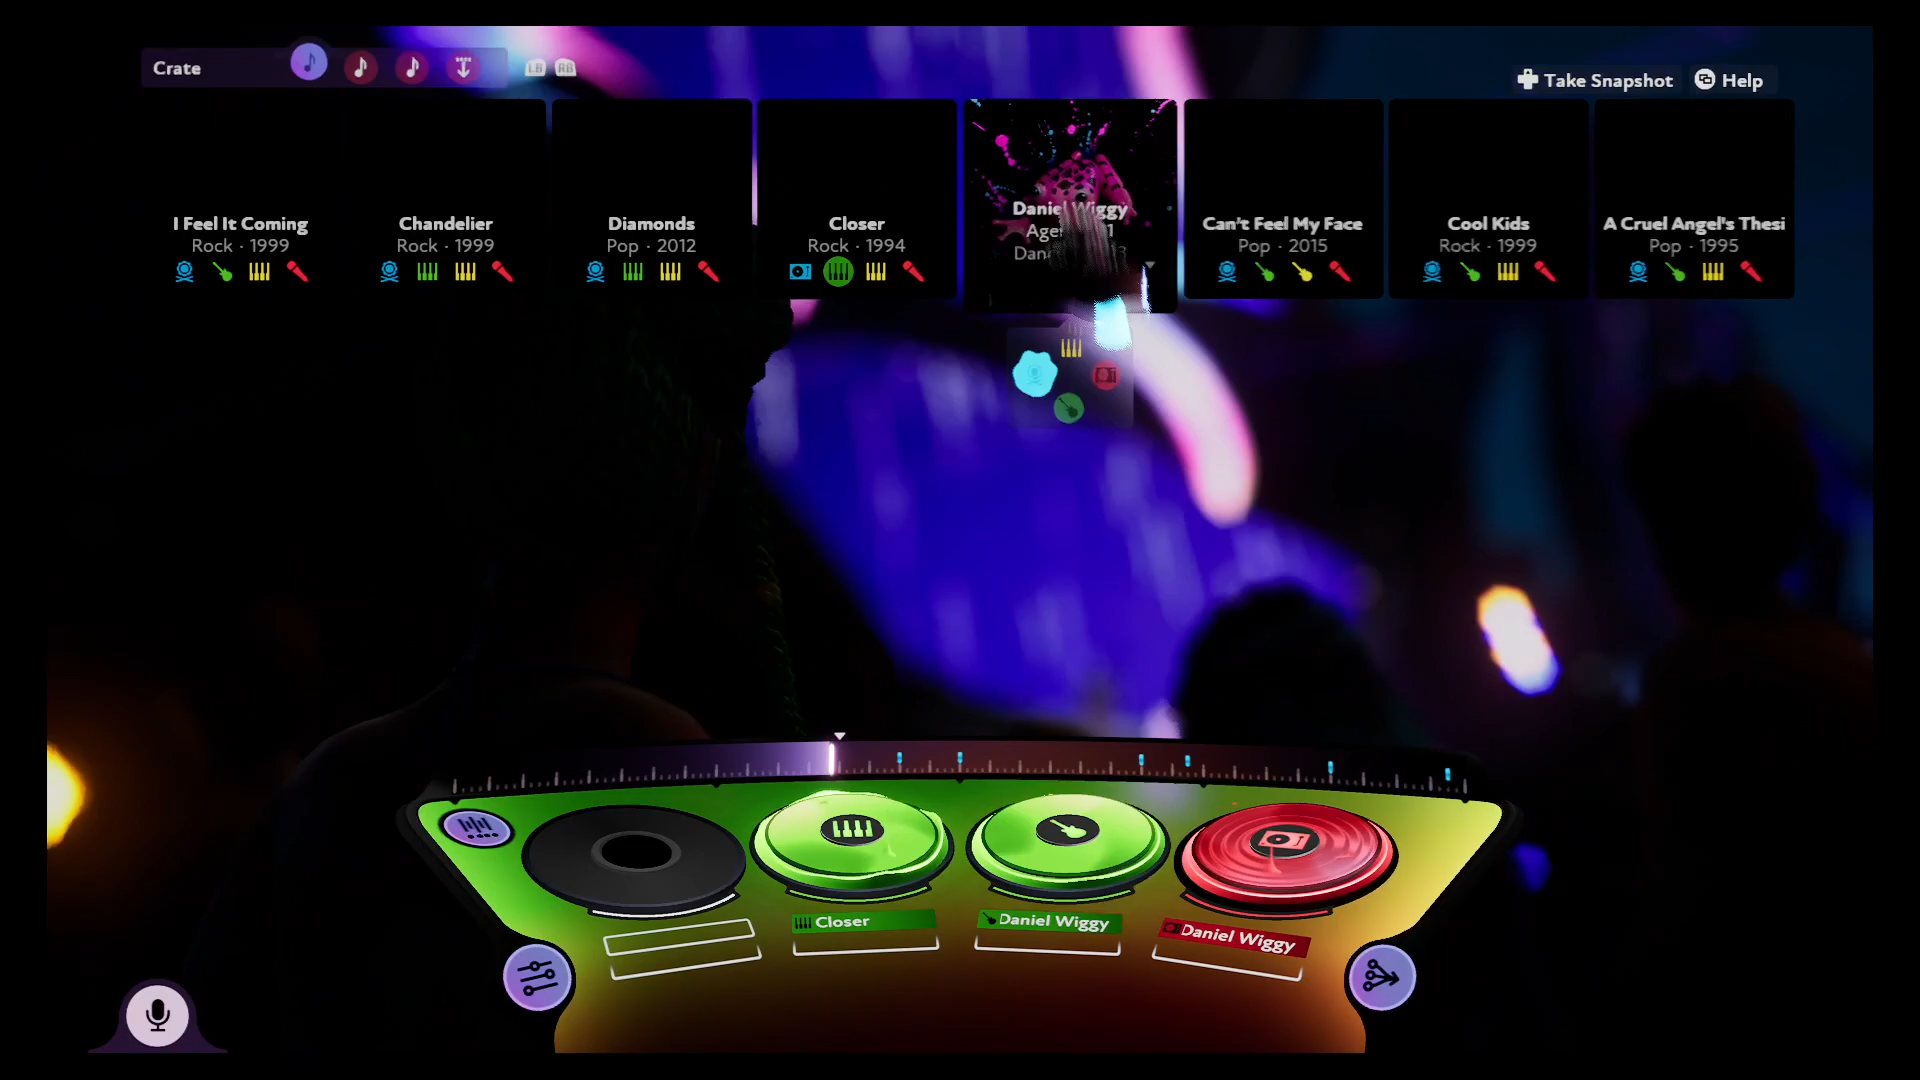 Crate
LB RB
Take Snapshot
Help
I Feel It Coming
Rock · 1999
Chandelier
Rock · 1999
Diamonds
Pop · 2012
Closer
Rock · 1994
Daniel Wiggy
Can't Feel My Face
Pop · 2015
Cool Kids
Rock · 1999
A Cruel Angel's Thesi
Pop · 1995
Closer
Daniel Wiggy
Daniel Wiggy